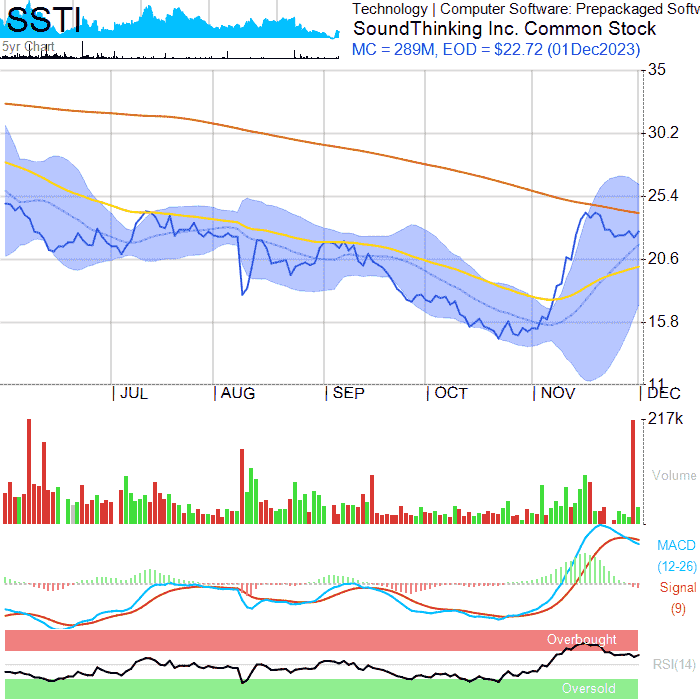 SSTI
Technology | Computer Software: Prepackaged Softw
SoundThinking Inc. Common Stock
5yr Chart
MC = 289M, EOD = $22.72 (01Dec2023)
35
30.2
25.4
20.6
15.8
11
JUL
AUG
SEP
OCT
NOV
DEC
217k
Volume
MACD
(12-26)
Signal
(9)
Overbought
RSI(14)
Oversold